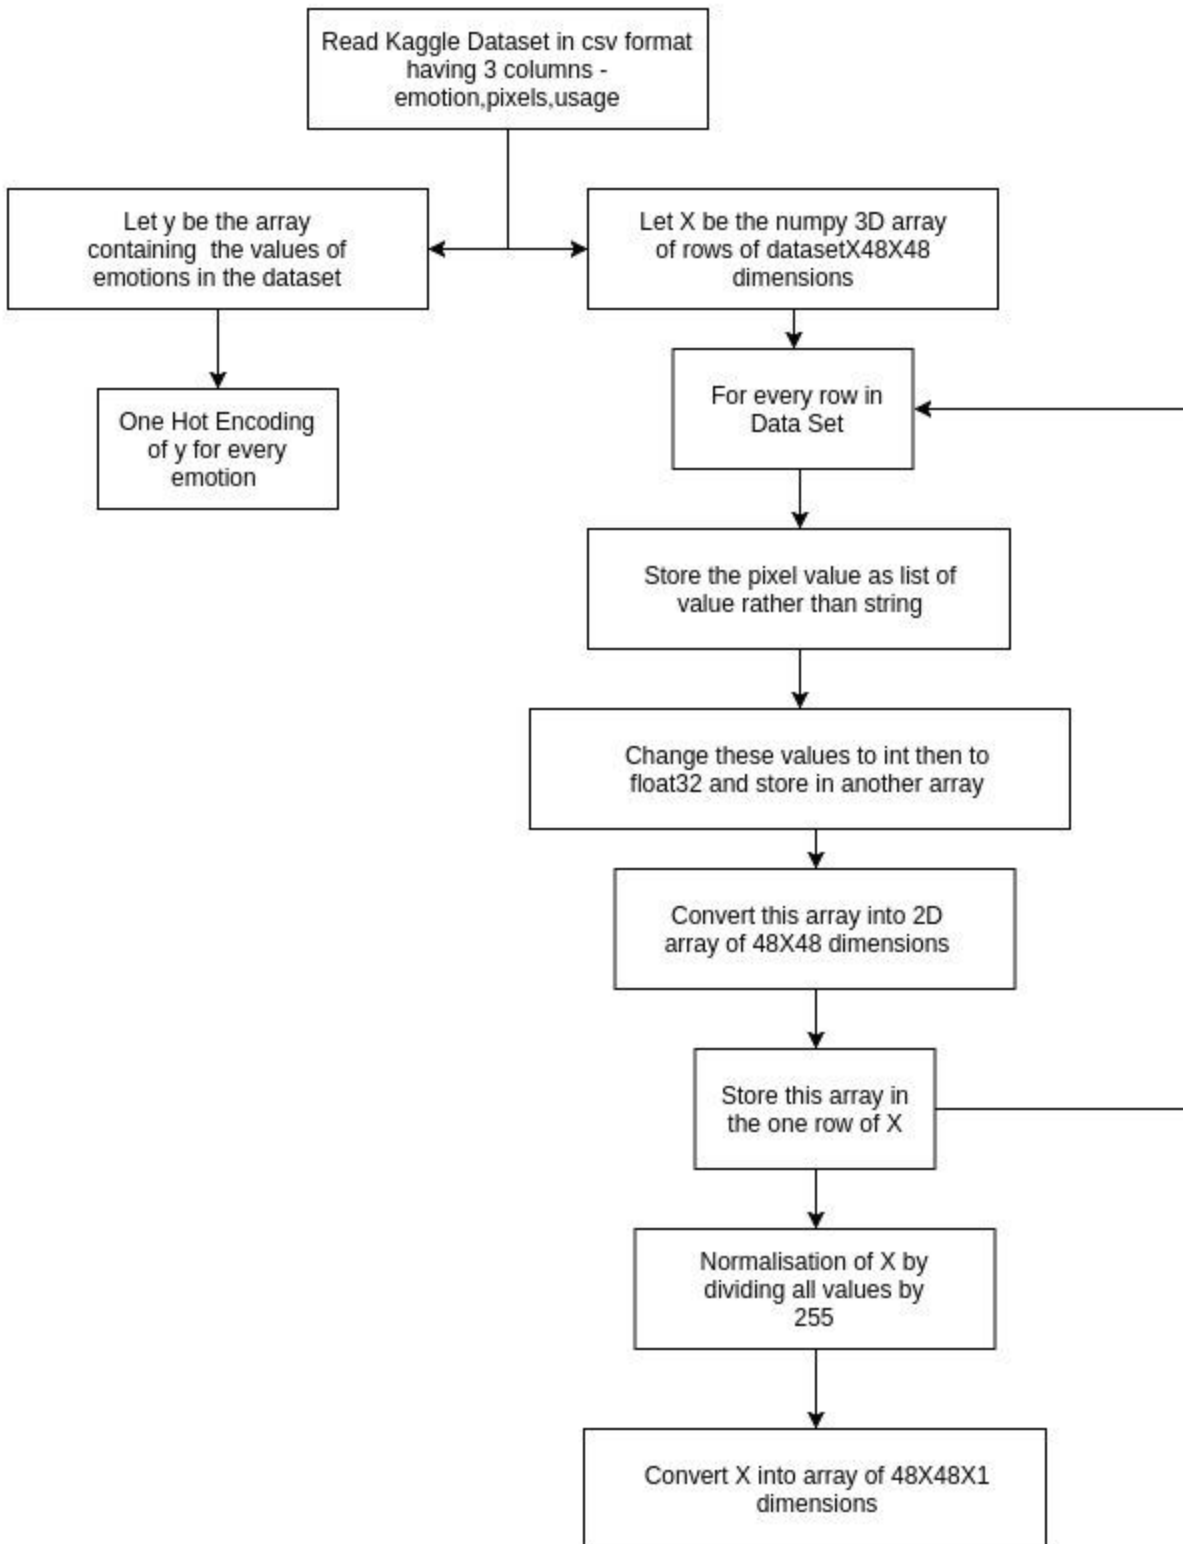 Read Kaggle Dataset in csv format
having 3 columns -
emotion,pixels,usage
Let y be the array
containing  the values of
emotions in the dataset
Let X be the numpy 3D array
of rows of datasetX48X48
dimensions
One Hot Encoding
of y for every
emotion
For every row in
Data Set
Store the pixel value as list of
value rather than string
Change these values to int then to
float32 and store in another array
Convert this array into 2D
array of 48X48 dimensions
Store this array in
the one row of X
Normalisation of X by
dividing all values by
255
Convert X into array of 48X48X1
dimensions